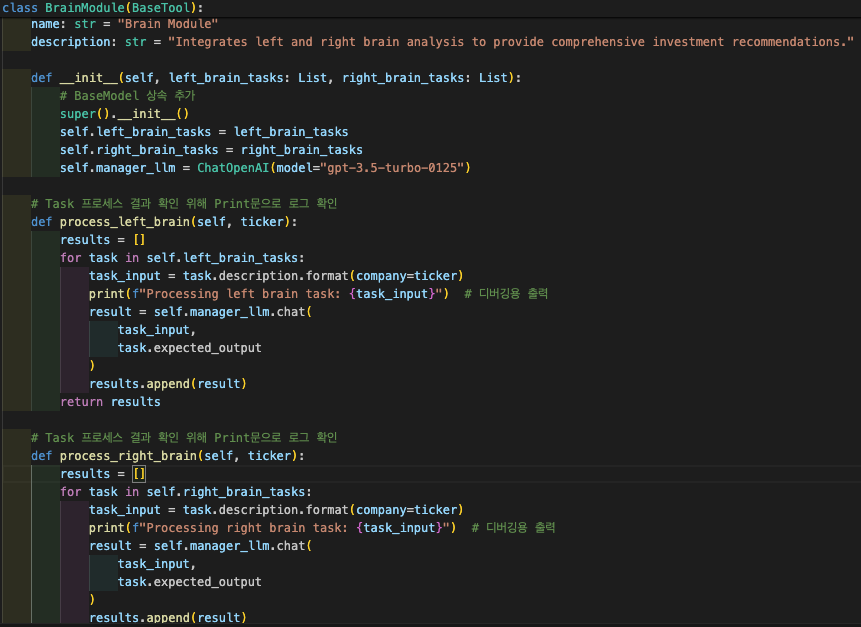 class BrainModule(BaseTool):
    name: str = "Brain Module"
    description: str = "Integrates left and right brain analysis to provide comprehensive investment recommendations."

    def __init__(self, left_brain_tasks: List, right_brain_tasks: List):
        # BaseModel 상속 추가
        super().__init__()
        self.left_brain_tasks = left_brain_tasks
        self.right_brain_tasks = right_brain_tasks
        self.manager_llm = ChatOpenAI(model="gpt-3.5-turbo-0125")

    # Task 프로세스 결과 확인 위해 Print문으로 로그 확인
    def process_left_brain(self, ticker):
        results = []
        for task in self.left_brain_tasks:
            task_input = task.description.format(company=ticker)
            print(f"Processing left brain task: {task_input}")  # 디버깅용 출력
            result = self.manager_llm.chat(
                task_input,
                task.expected_output
            )
            results.append(result)
        return results

    # Task 프로세스 결과 확인 위해 Print문으로 로그 확인
    def process_right_brain(self, ticker):
        results = []
        for task in self.right_brain_tasks:
            task_input = task.description.format(company=ticker)
            print(f"Processing right brain task: {task_input}")  # 디버깅용 출력
            result = self.manager_llm.chat(
                task_input,
                task.expected_output
            )
            results.append(result)